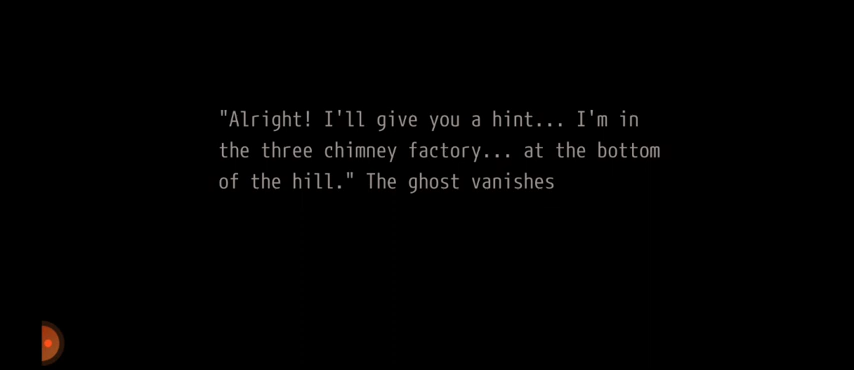 "Alright! I'll give you a hint... I'm in
the three chimney factory... at the bottom
of the hill." The ghost vanishes